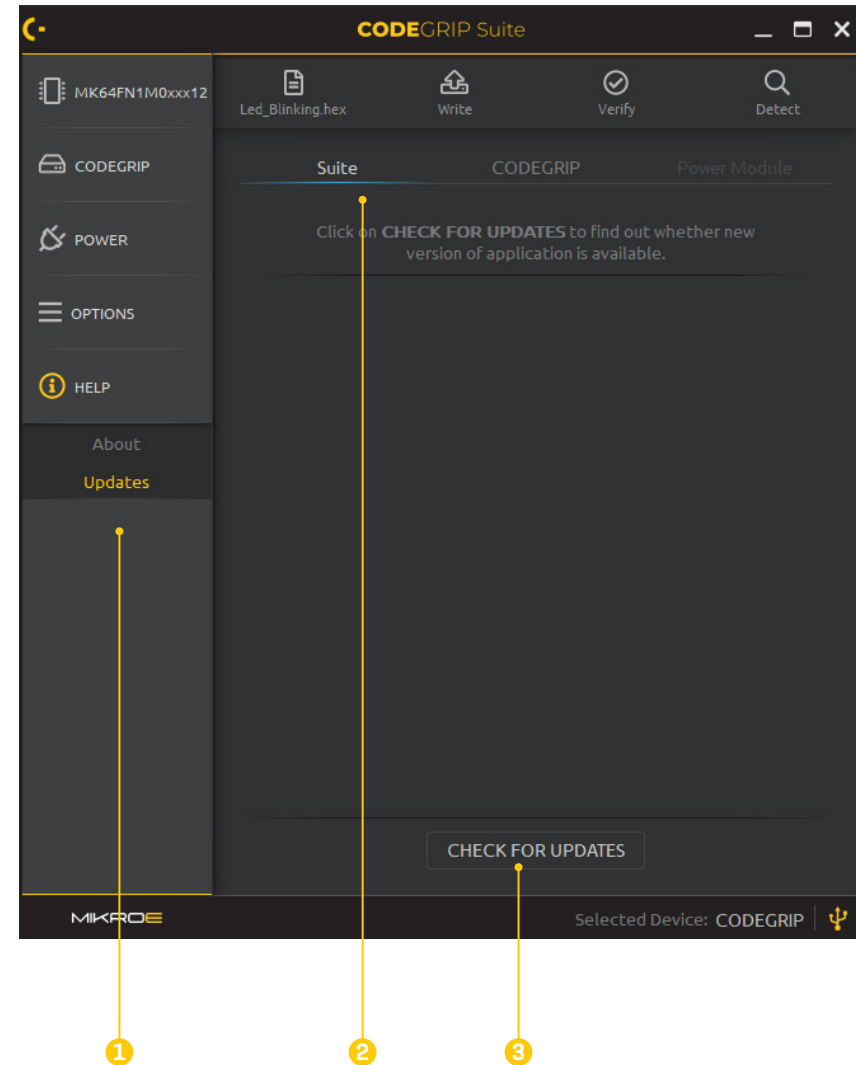 CODEGRIP Suite
MK64FN1M0xxx12
CODEGRIP
POWER
OPTIONS
HELP
About
Updates
Led_Blinking.hex
Write
Verify
Detect
Suite
CODEGRIP
Power Module
Click on CHECK FOR UPDATES to find out whether new
version of application is available.
CHECK FOR UPDATES
MIKROE
Selected Device: CODEGRIP
1
2
3